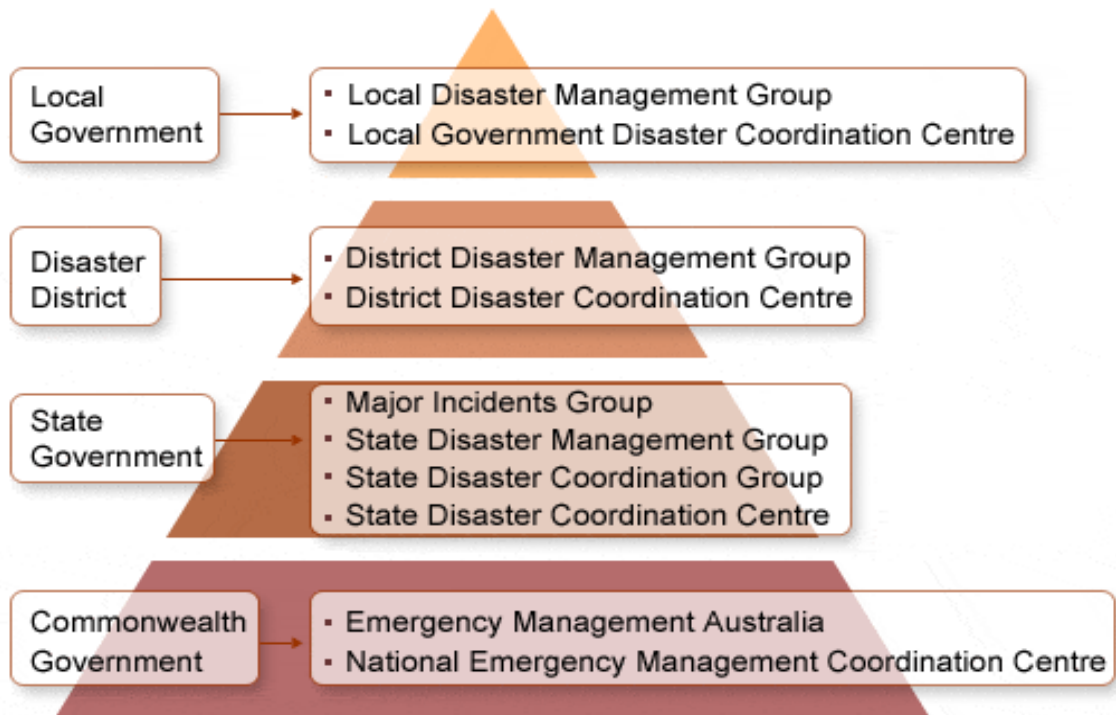 Local
Government
▪ Local Disaster Management Group
▪ Local Government Disaster Coordination Centre
Disaster
District
▪ District Disaster Management Group
▪ District Disaster Coordination Centre
State
Government
▪ Major Incidents Group
▪ State Disaster Management Group
▪ State Disaster Coordination Group
▪ State Disaster Coordination Centre
Commonwealth
Government
▪ Emergency Management Australia
▪ National Emergency Management Coordination Centre